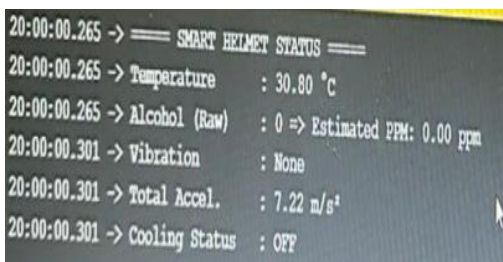 20:00:00.265 -> ===== SMART HELMET STATUS =====
20:00:00.265 -> Temperature : 30.80 °C
20:00:00.265 -> Alcohol (Raw) : 0 => Estimated PPM: 0.00 ppm
20:00:00.301 -> Vibration : None
20:00:00.301 -> Total Accel. : 7.22 m/s²
20:00:00.301 -> Cooling Status : OFF